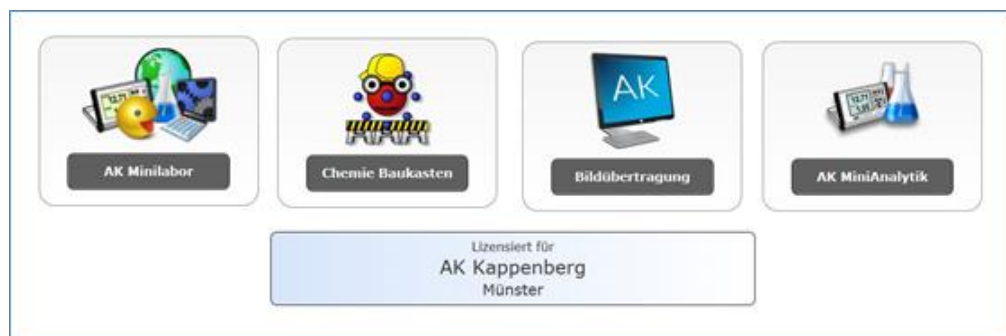 AK Minilabor
Chemie Baukasten
AK
Bildübertragung
AK MiniAnalytik
Lizensiert für
AK Kappenberg
Münster